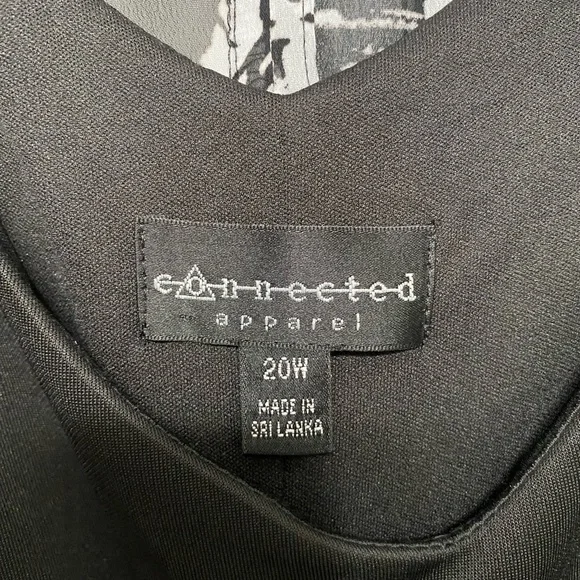 connected
apparel
20W
MADE IN
SRI LANKA